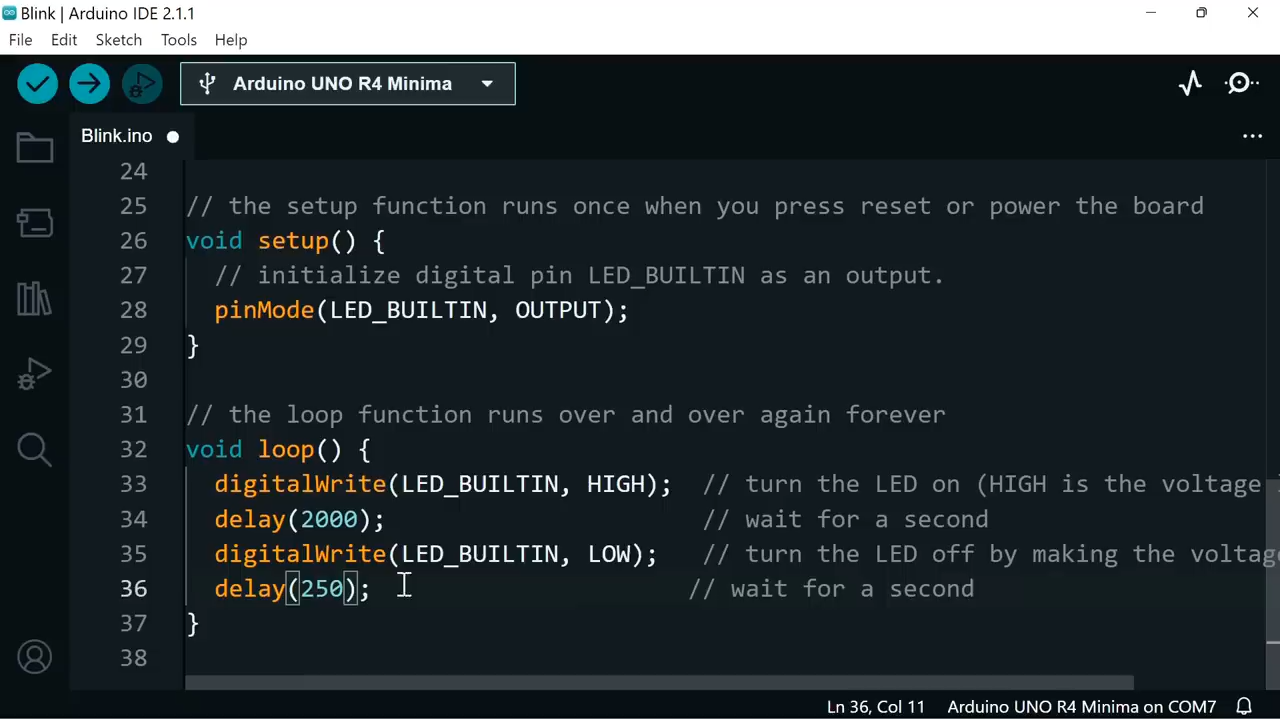 Blink | Arduino IDE 2.1.1
File Edit Sketch Tools Help
Arduino UNO R4 Minima
Blink.ino
24
25 // the setup function runs once when you press reset or power the board
26 void setup() {
27 // initialize digital pin LED_BUILTIN as an output.
28 pinMode(LED_BUILTIN, OUTPUT);
29 }
30
31 // the loop function runs over and over again forever
32 void loop() {
33 digitalWrite(LED_BUILTIN, HIGH); // turn the LED on (HIGH is the voltage
34 delay(2000); // wait for a second
35 digitalWrite(LED_BUILTIN, LOW); // turn the LED off by making the voltag
36 delay(250); // wait for a second
37 }
38
Ln 36, Col 11 Arduino UNO R4 Minima on COM7